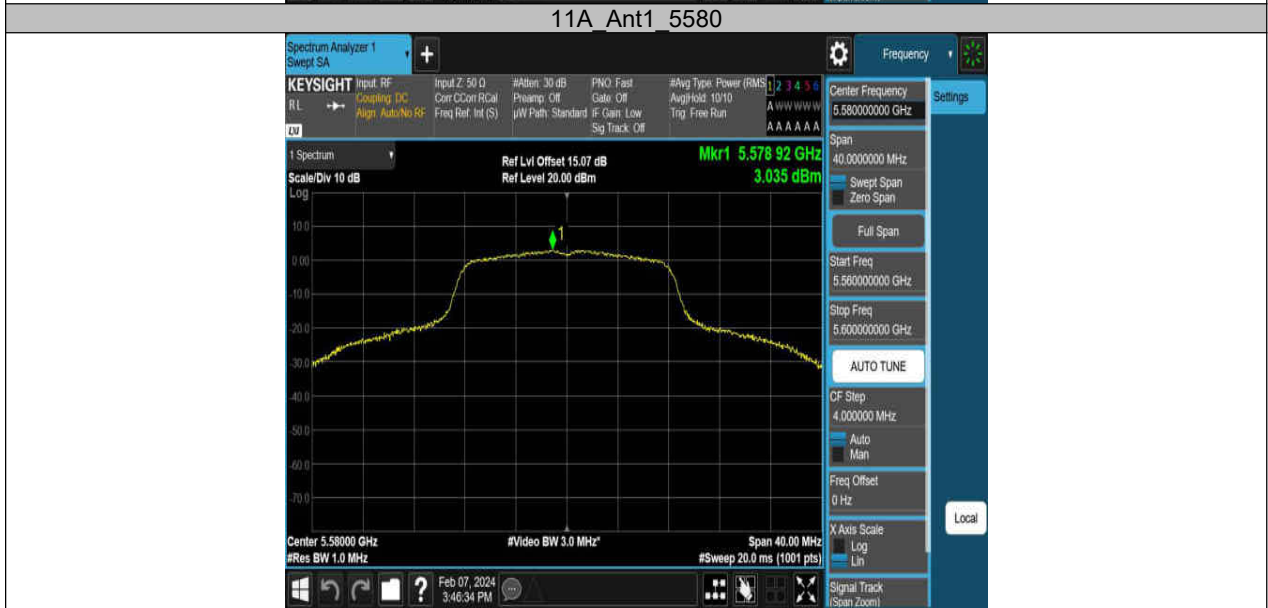 11A_Ant1_5580
Spectrum Analyzer 1
Swept SA
+
Frequency
KEYSIGHT
RL
LXI
Input: RF
Coupling: DC
Align: Auto/No RF
Input Z: 50 Ω
Corr CCorr RCal
Freq Ref: Int (S)
#Atten: 30 dB
Preamp: Off
µW Path: Standard
PNO: Fast
Gate: Off
IF Gain: Low
Sig Track: Off
#Avg Type: Power (RMS
Avg|Hold: 10/10
Trig: Free Run
1 2 3 4 5 6
A W W W W W
A A A A A A
Center Frequency
5.580000000 GHz
Settings
1 Spectrum
Scale/Div 10 dB
Log
Ref Lvl Offset 15.07 dB
Ref Level 20.00 dBm
Mkr1 5.578 92 GHz
3.035 dBm
Span
40.0000000 MHz
Swept Span
Zero Span
Full Span
Start Freq
5.560000000 GHz
Stop Freq
5.600000000 GHz
AUTO TUNE
CF Step
4.000000 MHz
Auto
Man
Freq Offset
0 Hz
X Axis Scale
Log
Lin
Local
Signal Track
(Span Zoom)
1
10.0
0.00
-10.0
-20.0
-30.0
-40.0
-50.0
-60.0
-70.0
Center 5.58000 GHz
#Res BW 1.0 MHz
#Video BW 3.0 MHz*
Span 40.00 MHz
#Sweep 20.0 ms (1001 pts)
?
Feb 07, 2024
3:46:34 PM